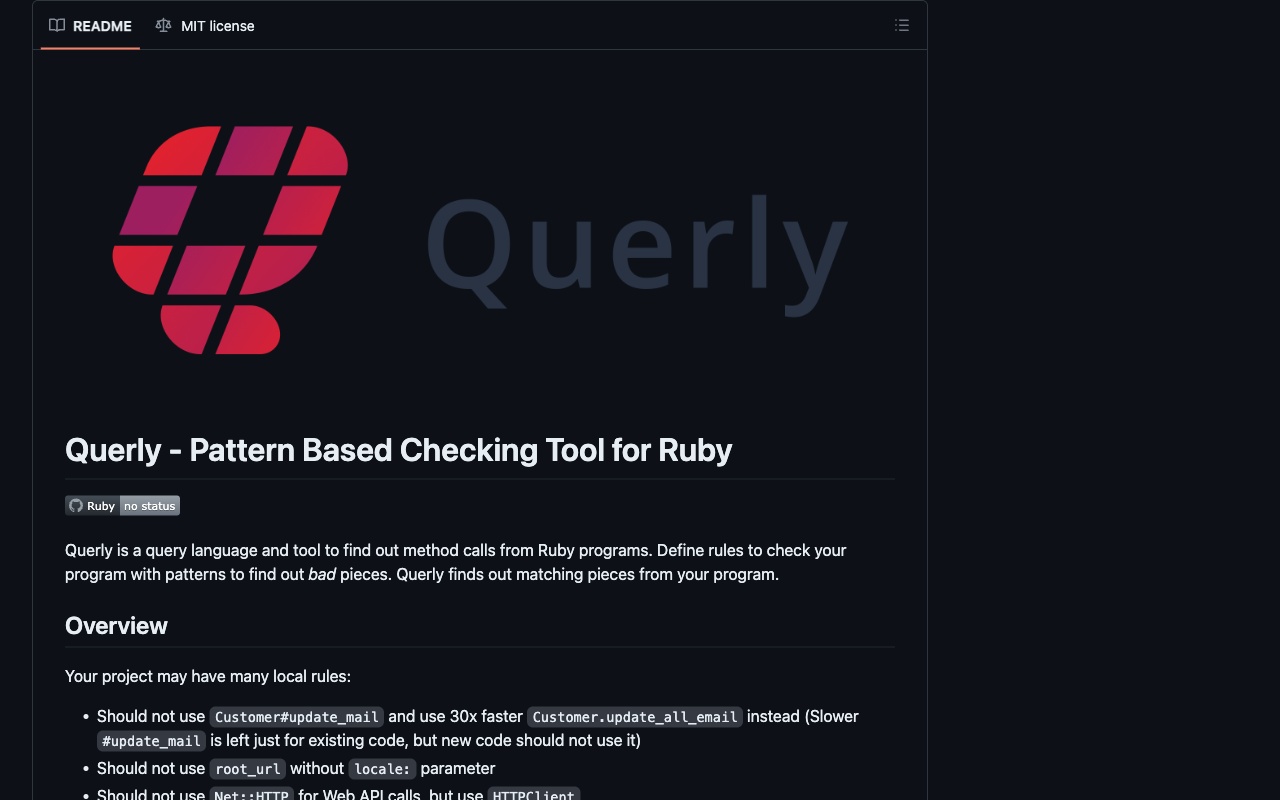 README MIT license
Querly
Querly - Pattern Based Checking Tool for Ruby
Ruby no status
Querly is a query language and tool to find out method calls from Ruby programs. Define rules to check your
program with patterns to find out bad pieces. Querly finds out matching pieces from your program.
Overview
Your project may have many local rules:
• Should not use Customer#update_mail and use 30x faster Customer.update_all_email instead (Slower
#update_mail is left just for existing code, but new code should not use it)
• Should not use root_url without locale: parameter
• Should not use Net::HTTP for Web API calls, but use HTTPClient